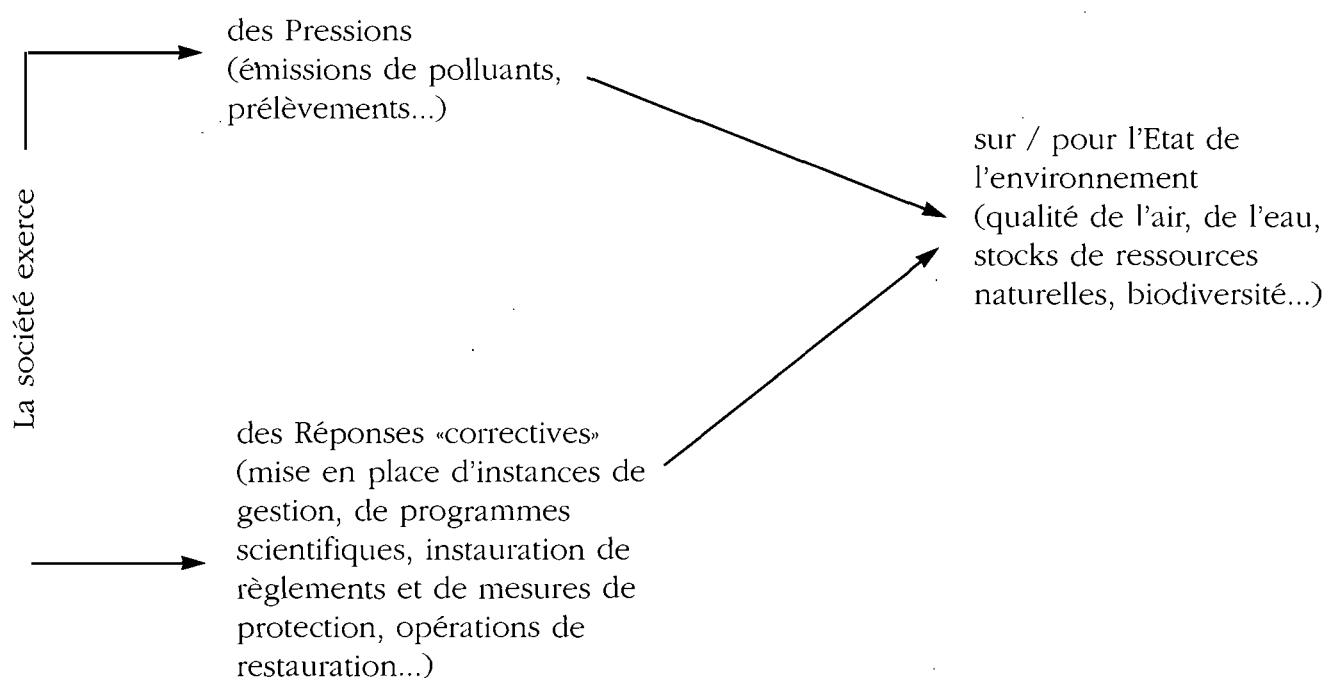 La société exerce
des Pressions
(émissions de polluants,
prélèvements...)
sur / pour l'Etat de
l'environnement
(qualité de l'air, de l'eau,
stocks de ressources
naturelles, biodiversité...)
des Réponses «correctives»
(mise en place d'instances de
gestion, de programmes
scientifiques, instauration de
règlements et de mesures de
protection, opérations de
restauration...)